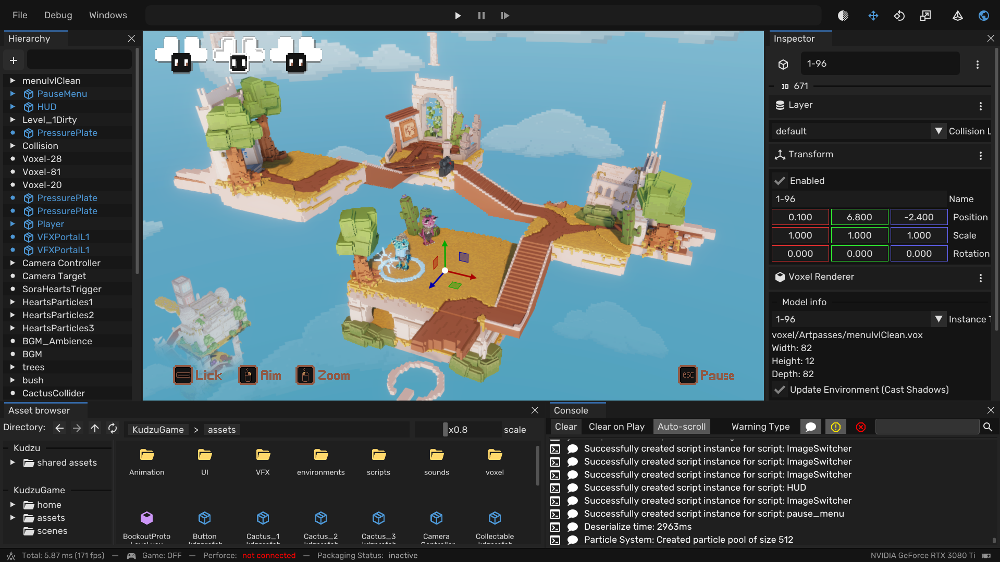 File Debug Windows
Hierarchy
menulvlClean
PauseMenu
HUD
Level_1Dirty
PressurePlate
Collision
Voxel-28
Voxel-81
Voxel-20
PressurePlate
PressurePlate
Player
VFXPortalL1
VFXPortalL1
Camera Controller
Camera Target
SoraHeartsTrigger
HeartsParticles1
HeartsParticles2
HeartsParticles3
BGM_Ambience
BGM
trees
bush
CactusCollider
Lick Aim Zoom
esc Pause
Inspector
1-96
ID 671
Layer
default Collision L
Transform
Enabled
1-96 Name
0.100 6.800 -2.400 Position
1.000 1.000 1.000 Scale
0.000 0.000 0.000 Rotation
Voxel Renderer
Model info
1-96 Instance T
voxel/Artpasses/menulvlClean.vox
Width: 82
Height: 12
Depth: 82
Update Environment (Cast Shadows)
Asset browser
Directory: KudzuGame > assets x0.8 scale
Kudzu
shared assets
KudzuGame
home
assets
scenes
Animation UI VFX environments scripts sounds voxel
BockoutProto Button Cactus_1 Cactus_2 Cactus_3 Camera Collectable
Console
Clear Clear on Play Auto-scroll Warning Type
Successfully created script instance for script: ImageSwitcher
Successfully created script instance for script: ImageSwitcher
Successfully created script instance for script: ImageSwitcher
Successfully created script instance for script: HUD
Successfully created script instance for script: ImageSwitcher
Successfully created script instance for script: pause_menu
Deserialize time: 2963ms
Particle System: Created particle pool of size 512
Total: 5.87 ms (171 fps) — Game: OFF — Perforce: not connected — Packaging Status: inactive
NVIDIA GeForce RTX 3080 Ti